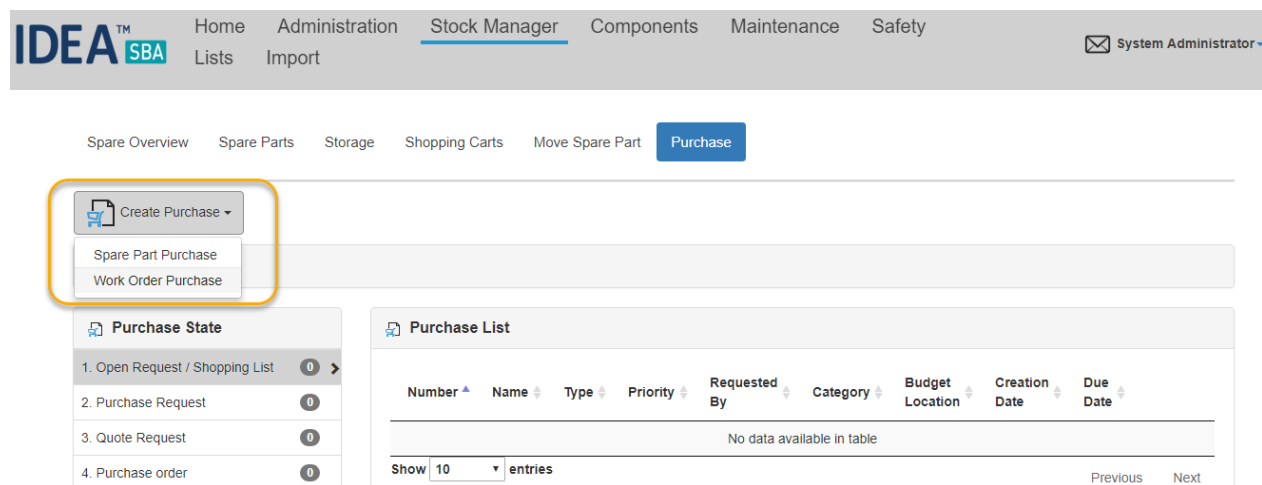 IDEA™ SBA
Home Administration Stock Manager Components Maintenance Safety
Lists Import
System Administrator
Spare Overview Spare Parts Storage Shopping Carts Move Spare Part Purchase
Create Purchase
Spare Part Purchase
Work Order Purchase
Purchase State
1. Open Request / Shopping List 0
2. Purchase Request 0
3. Quote Request 0
4. Purchase order 0
Purchase List
Number Name Type Priority Requested By Category Budget Location Creation Date Due Date
No data available in table
Show 10 entries
Previous Next